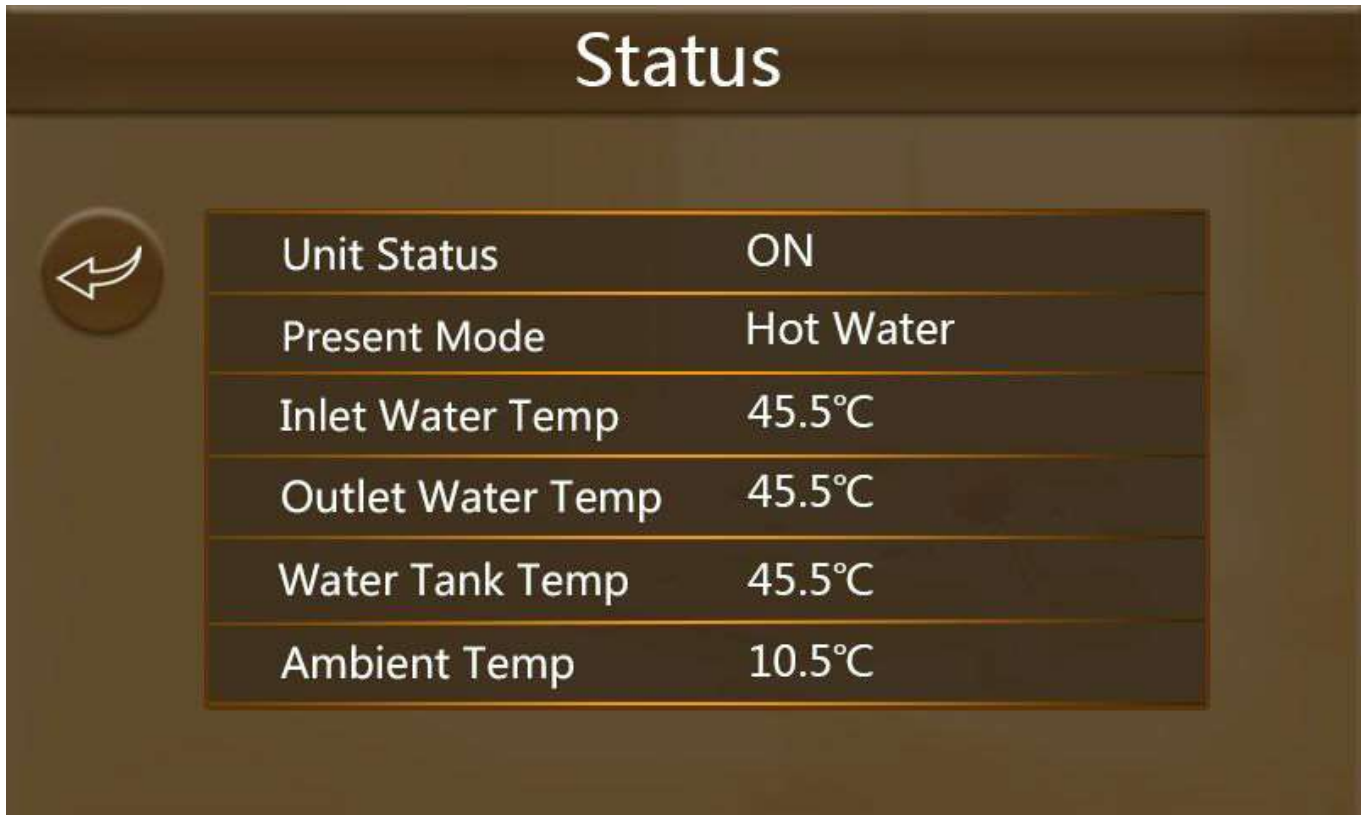 Status
Unit Status ON
Present Mode Hot Water
Inlet Water Temp 45.5℃
Outlet Water Temp 45.5℃
Water Tank Temp 45.5℃
Ambient Temp 10.5℃